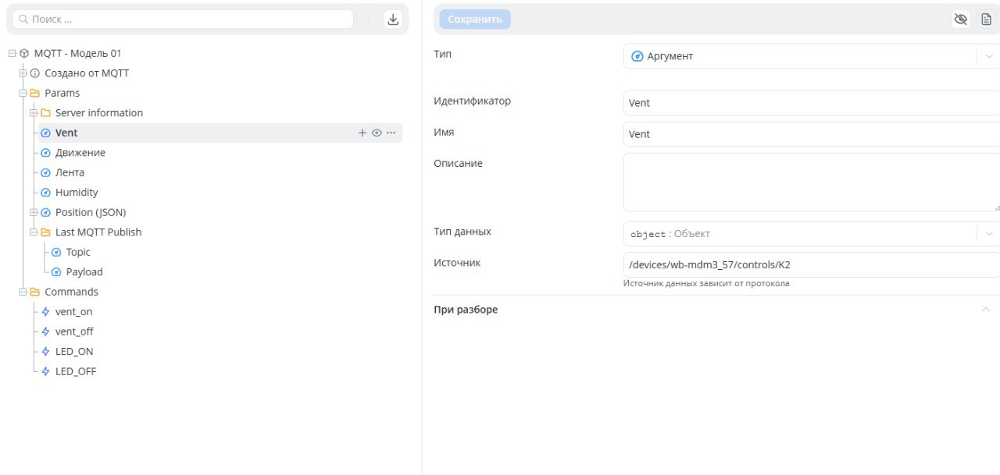 Поиск ...
MQTT - Модель 01
Создано от MQTT
Params
Server information
Vent
Движение
Лента
Humidity
Position (JSON)
Last MQTT Publish
Topic
Payload
Commands
vent_on
vent_off
LED_ON
LED_OFF
Сохранить
Тип
Аргумент
Идентификатор
Vent
Имя
Vent
Описание
Тип данных
object : Объект
Источник
/devices/wb-mdm3_57/controls/K2
Источник данных зависит от протокола
При разборе